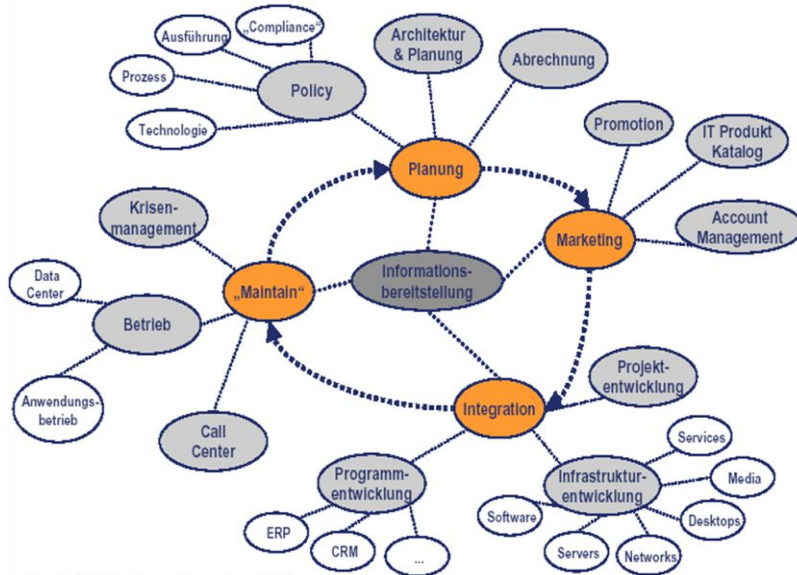 „Compliance“
Ausführung
Prozess
Policy
Technologie
Architektur
& Planung
Abrechnung
Planung
Promotion
IT Produkt
Katalog
Account
Management
Marketing
Krisen-
management
„Maintain“
Informations-
bereitstellung
Data
Center
Betrieb
Anwendungs-
betrieb
Call
Center
Integration
Projekt-
entwicklung
Programm-
entwicklung
ERP
CRM
...
Infrastruktur-
entwicklung
Services
Media
Desktops
Software
Servers
Networks